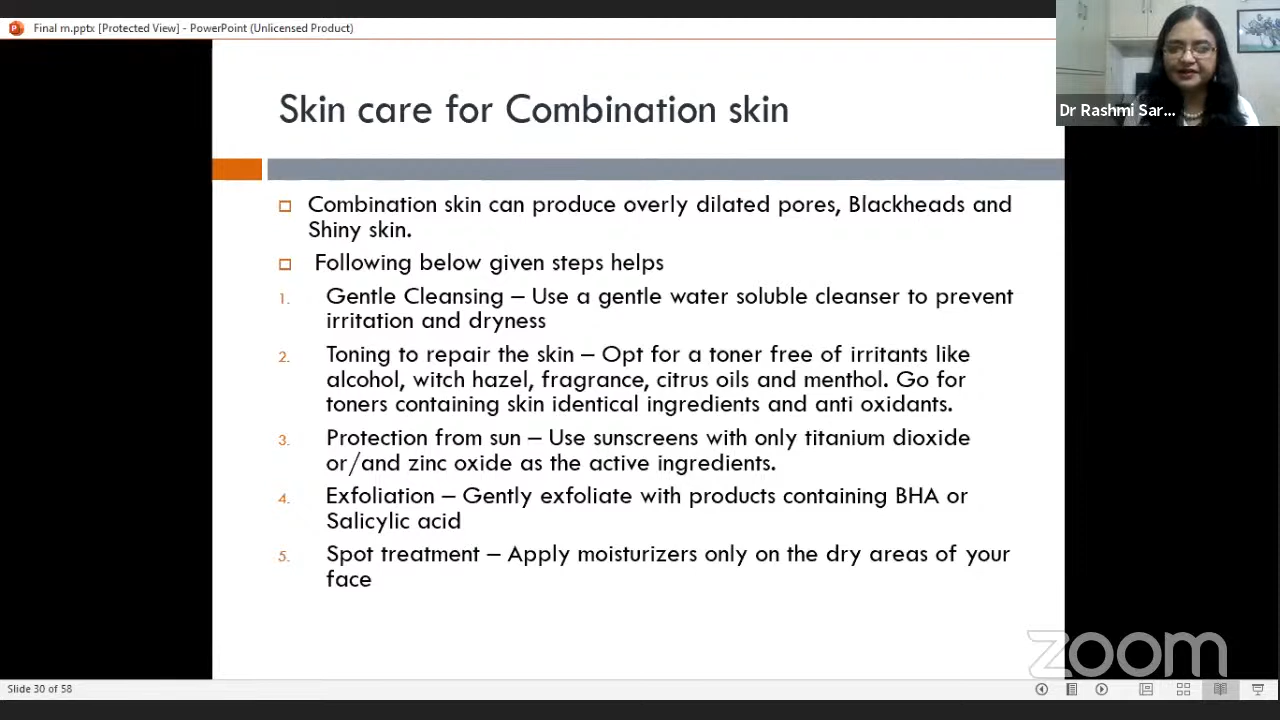 Final m.pptx [Protected View] - PowerPoint (Unlicensed Product)
Dr Rashmi Sar...
Skin care for Combination skin
Combination skin can produce overly dilated pores, Blackheads and
Shiny skin.
Following below given steps helps
1. Gentle Cleansing – Use a gentle water soluble cleanser to prevent
irritation and dryness
2. Toning to repair the skin – Opt for a toner free of irritants like
alcohol, witch hazel, fragrance, citrus oils and menthol. Go for
toners containing skin identical ingredients and anti oxidants.
3. Protection from sun – Use sunscreens with only titanium dioxide
or/and zinc oxide as the active ingredients.
4. Exfoliation – Gently exfoliate with products containing BHA or
Salicylic acid
5. Spot treatment – Apply moisturizers only on the dry areas of your
face
zoom
Slide 30 of 58